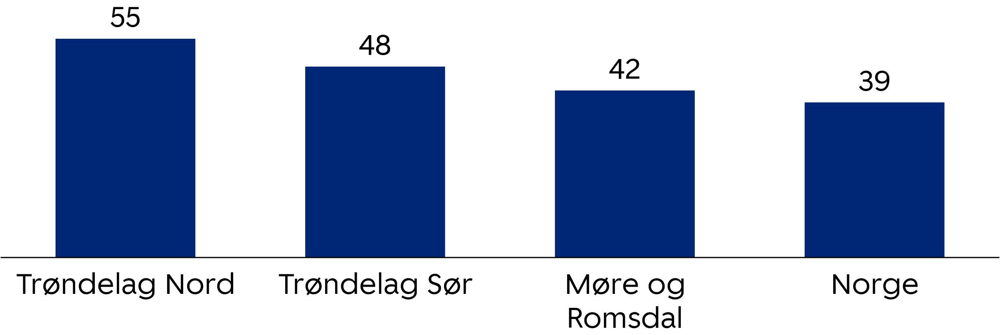 55
48
42
39
Trøndelag Nord
Trøndelag Sør
Møre og
Romsdal
Norge